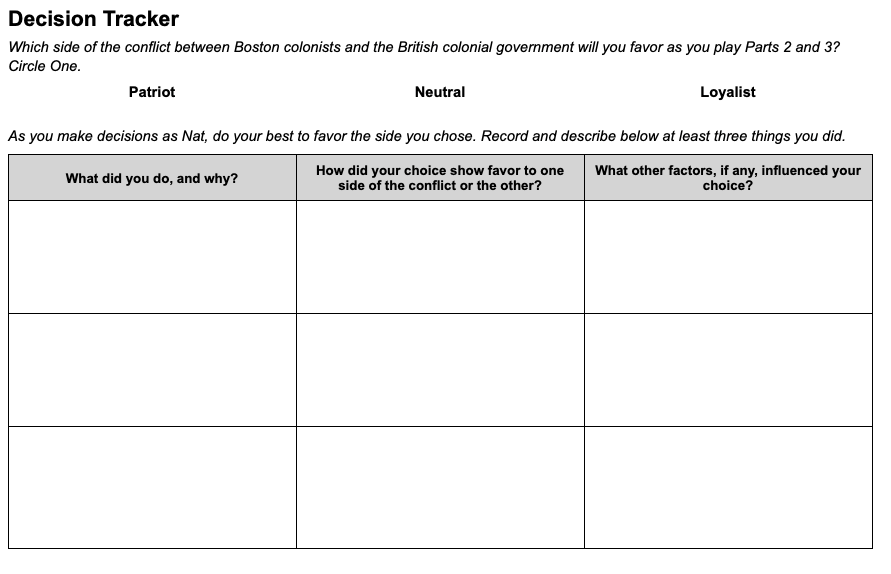 Decision Tracker
Which side of the conflict between Boston colonists and the British colonial government will you favor as you play Parts 2 and 3?
Circle One.
Patriot
Neutral
Loyalist
As you make decisions as Nat, do your best to favor the side you chose. Record and describe below at least three things you did.
What did you do, and why?
How did your choice show favor to one
side of the conflict or the other?
What other factors, if any, influenced your
choice?